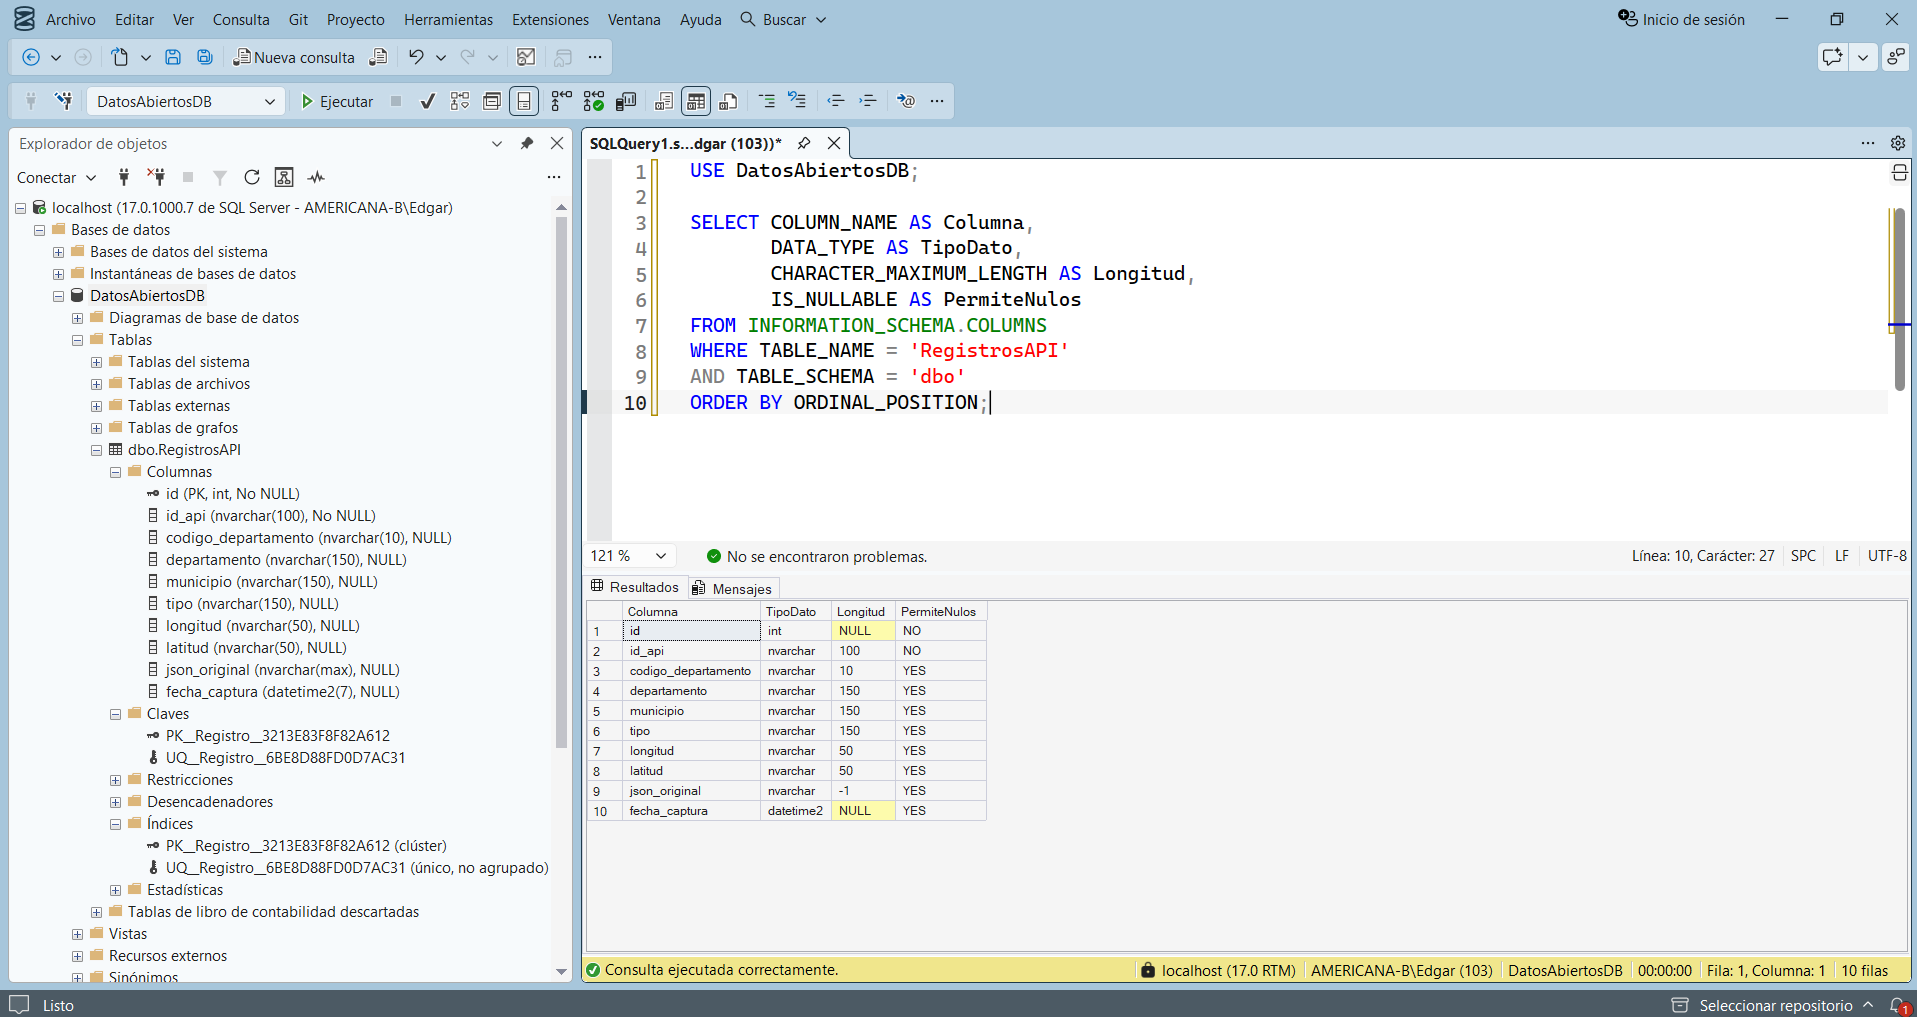 Archivo Editar Ver Consulta Git Proyecto Herramientas Extensiones Ventana Ayuda Buscar Inicio de sesión
Nueva consulta
DatosAbiertosDB Ejecutar
Explorador de objetos
Conectar
localhost (17.0.1000.7 de SQL Server - AMERICANA-B\Edgar)
Bases de datos
Bases de datos del sistema
Instantáneas de bases de datos
DatosAbiertosDB
Diagramas de base de datos
Tablas
Tablas del sistema
Tablas de archivos
Tablas externas
Tablas de grafos
dbo.RegistrosAPI
Columnas
id (PK, int, No NULL)
id_api (nvarchar(100), No NULL)
codigo_departamento (nvarchar(10), NULL)
departamento (nvarchar(150), NULL)
municipio (nvarchar(150), NULL)
tipo (nvarchar(150), NULL)
longitud (nvarchar(50), NULL)
latitud (nvarchar(50), NULL)
json_original (nvarchar(max), NULL)
fecha_captura (datetime2(7), NULL)
Claves
PK__Registro__3213E83F8F82A612
UQ__Registro__6BE8D88FD0D7AC31
Restricciones
Desencadenadores
Índices
PK__Registro__3213E83F8F82A612 (clúster)
UQ__Registro__6BE8D88FD0D7AC31 (único, no agrupado)
Estadísticas
Tablas de libro de contabilidad descartadas
Vistas
Recursos externos
Sinónimos
SQLQuery1.s...dgar (103))*
1 USE DatosAbiertosDB;
2
3 SELECT COLUMN_NAME AS Columna,
4 DATA_TYPE AS TipoDato,
5 CHARACTER_MAXIMUM_LENGTH AS Longitud,
6 IS_NULLABLE AS PermiteNulos
7 FROM INFORMATION_SCHEMA.COLUMNS
8 WHERE TABLE_NAME = 'RegistrosAPI'
9 AND TABLE_SCHEMA = 'dbo'
10 ORDER BY ORDINAL_POSITION;
121 % No se encontraron problemas. Línea: 10, Carácter: 27 SPC LF UTF-8
Resultados Mensajes
Columna TipoDato Longitud PermiteNulos
1 id int NULL NO
2 id_api nvarchar 100 NO
3 codigo_departamento nvarchar 10 YES
4 departamento nvarchar 150 YES
5 municipio nvarchar 150 YES
6 tipo nvarchar 150 YES
7 longitud nvarchar 50 YES
8 latitud nvarchar 50 YES
9 json_original nvarchar -1 YES
10 fecha_captura datetime2 NULL YES
Consulta ejecutada correctamente. localhost (17.0 RTM) AMERICANA-B\Edgar (103) DatosAbiertosDB 00:00:00 Fila: 1, Columna: 1 10 filas
Listo Seleccionar repositorio 1